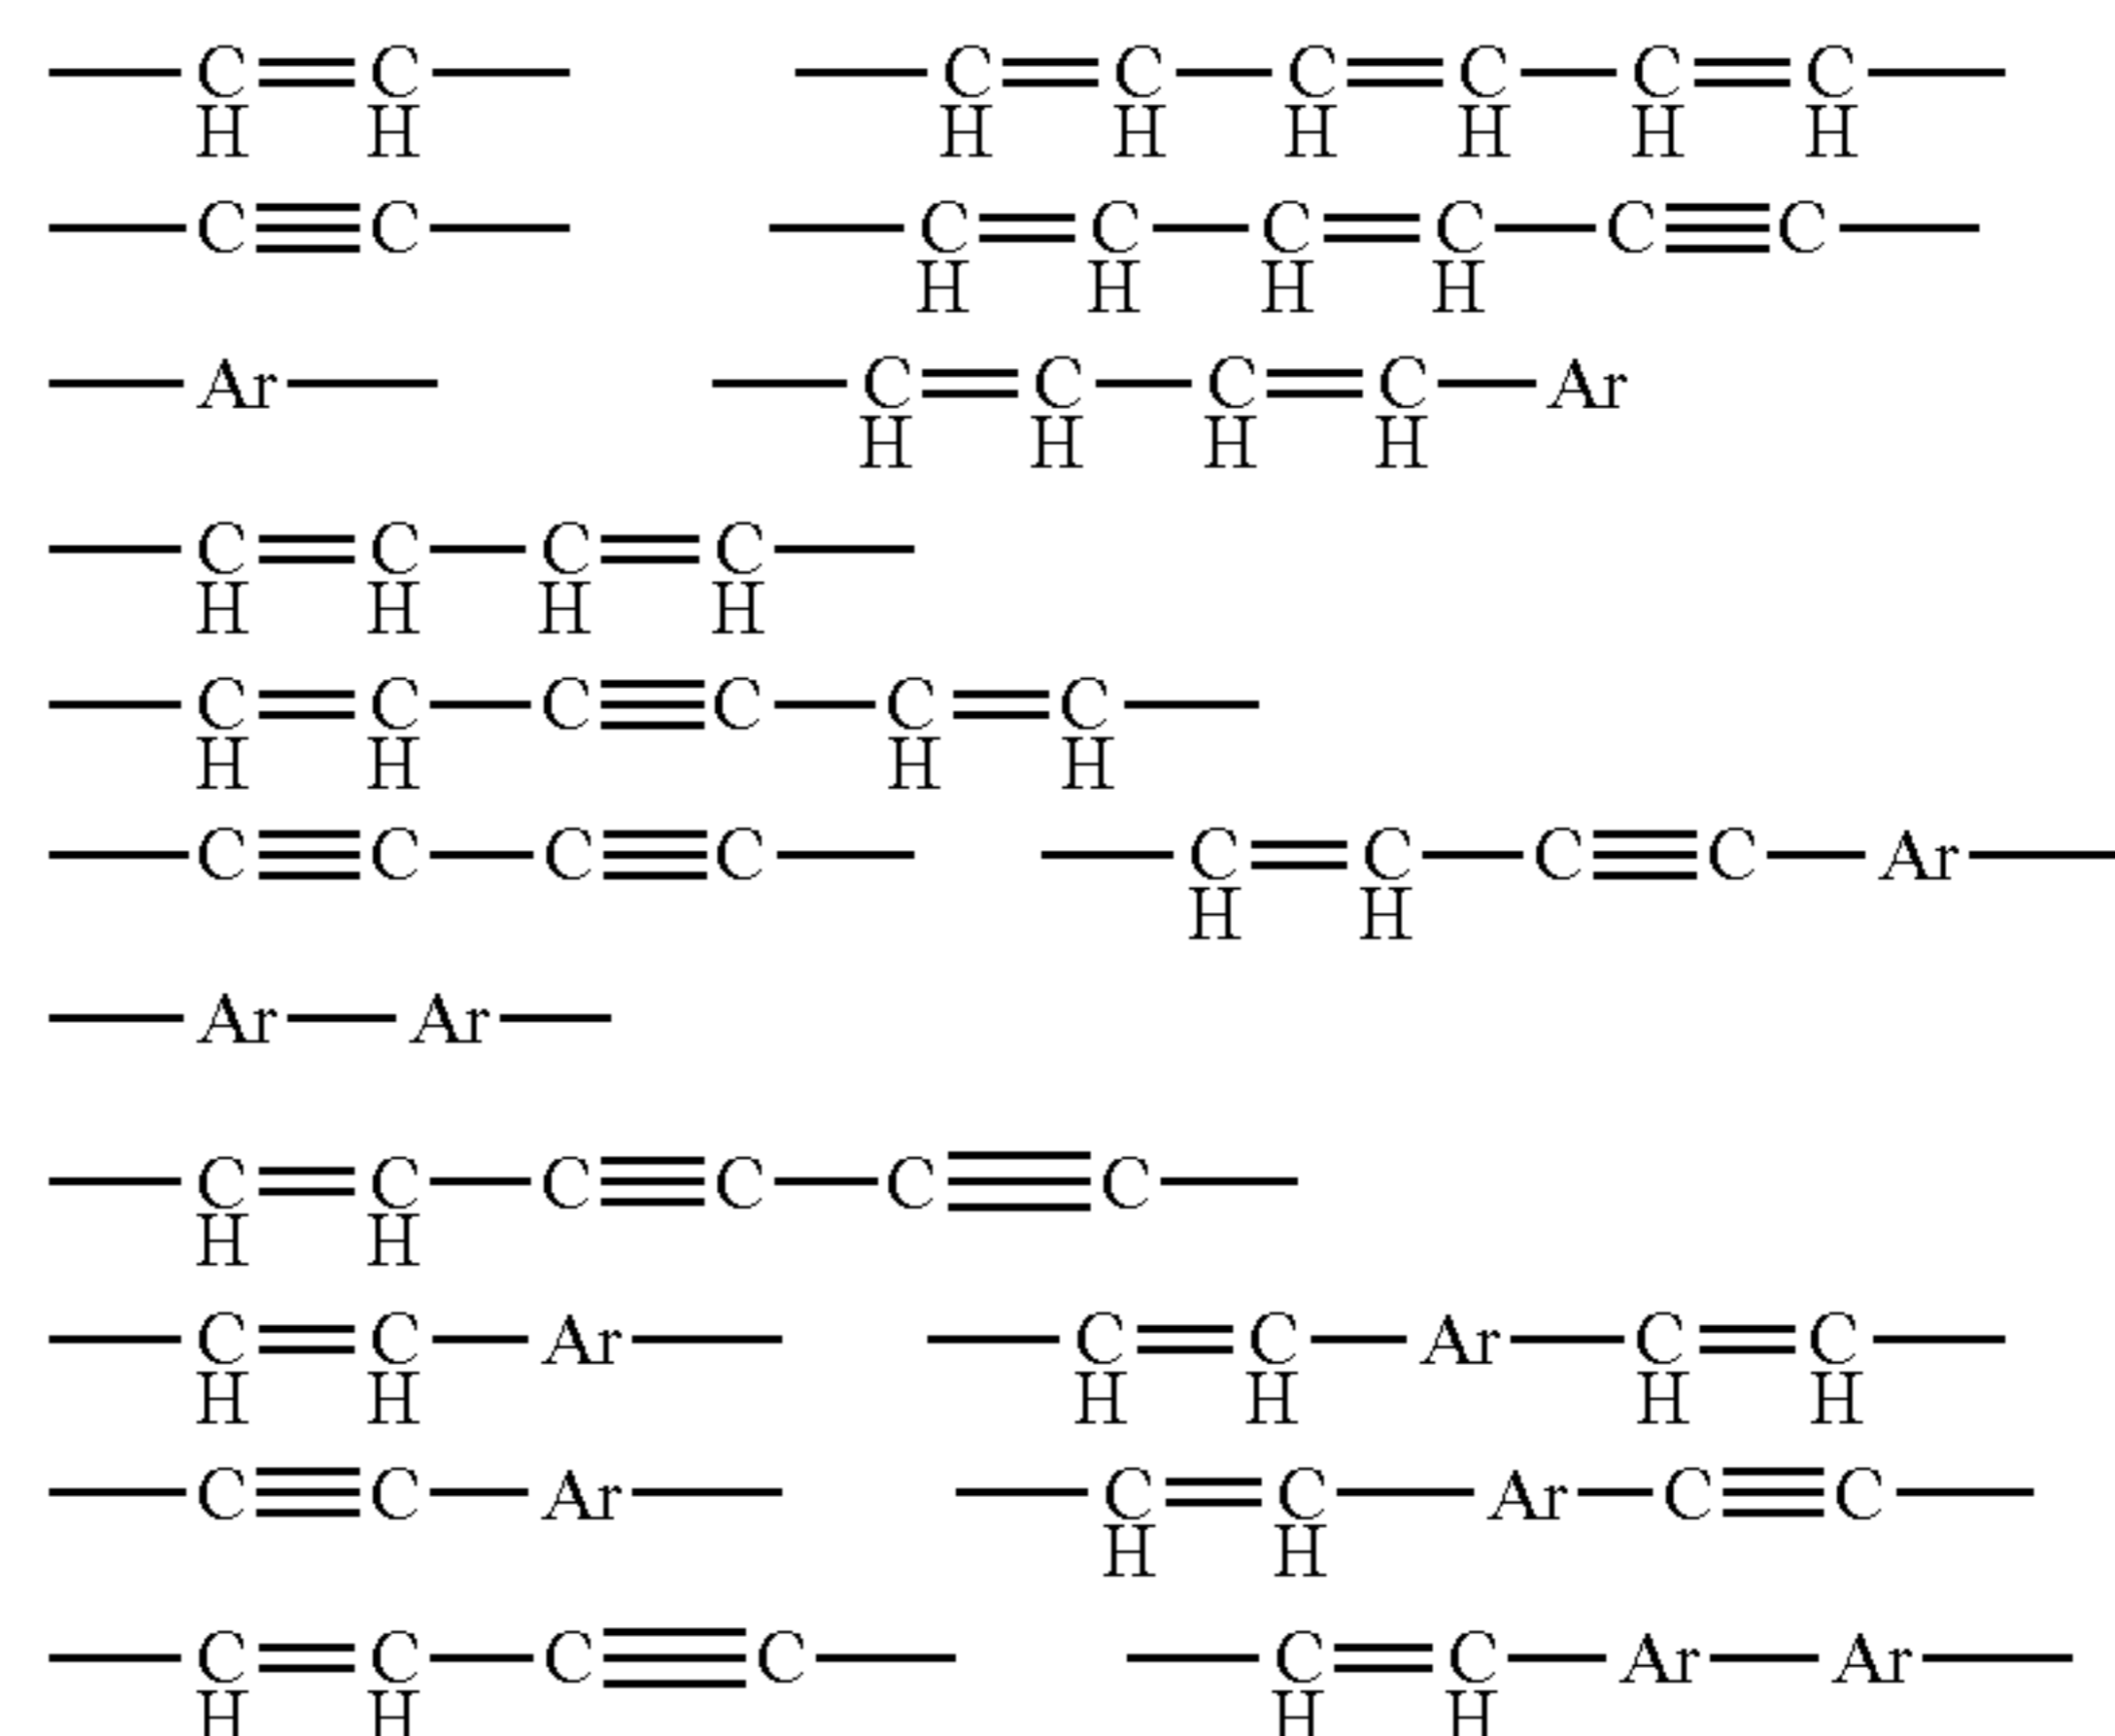 —C=C— —C=C—C=C—C=C—
H H H H H H H H
—C≡C— —C=C—C=C—C≡C—
H H H H
—Ar— —C=C—C=C—Ar
H H H H
—C=C—C=C—
H H H H
—C=C—C≡C—C=C—
H H H H
—C≡C—C≡C— —C=C—C≡C—Ar—
H H
—Ar—Ar—
—C=C—C≡C—C≡C—
H H
—C=C—Ar— —C=C—Ar—C=C—
H H H H H H
—C≡C—Ar— —C=C—Ar—C≡C—
H H
—C=C—C≡C— —C=C—Ar—Ar—
H H H H